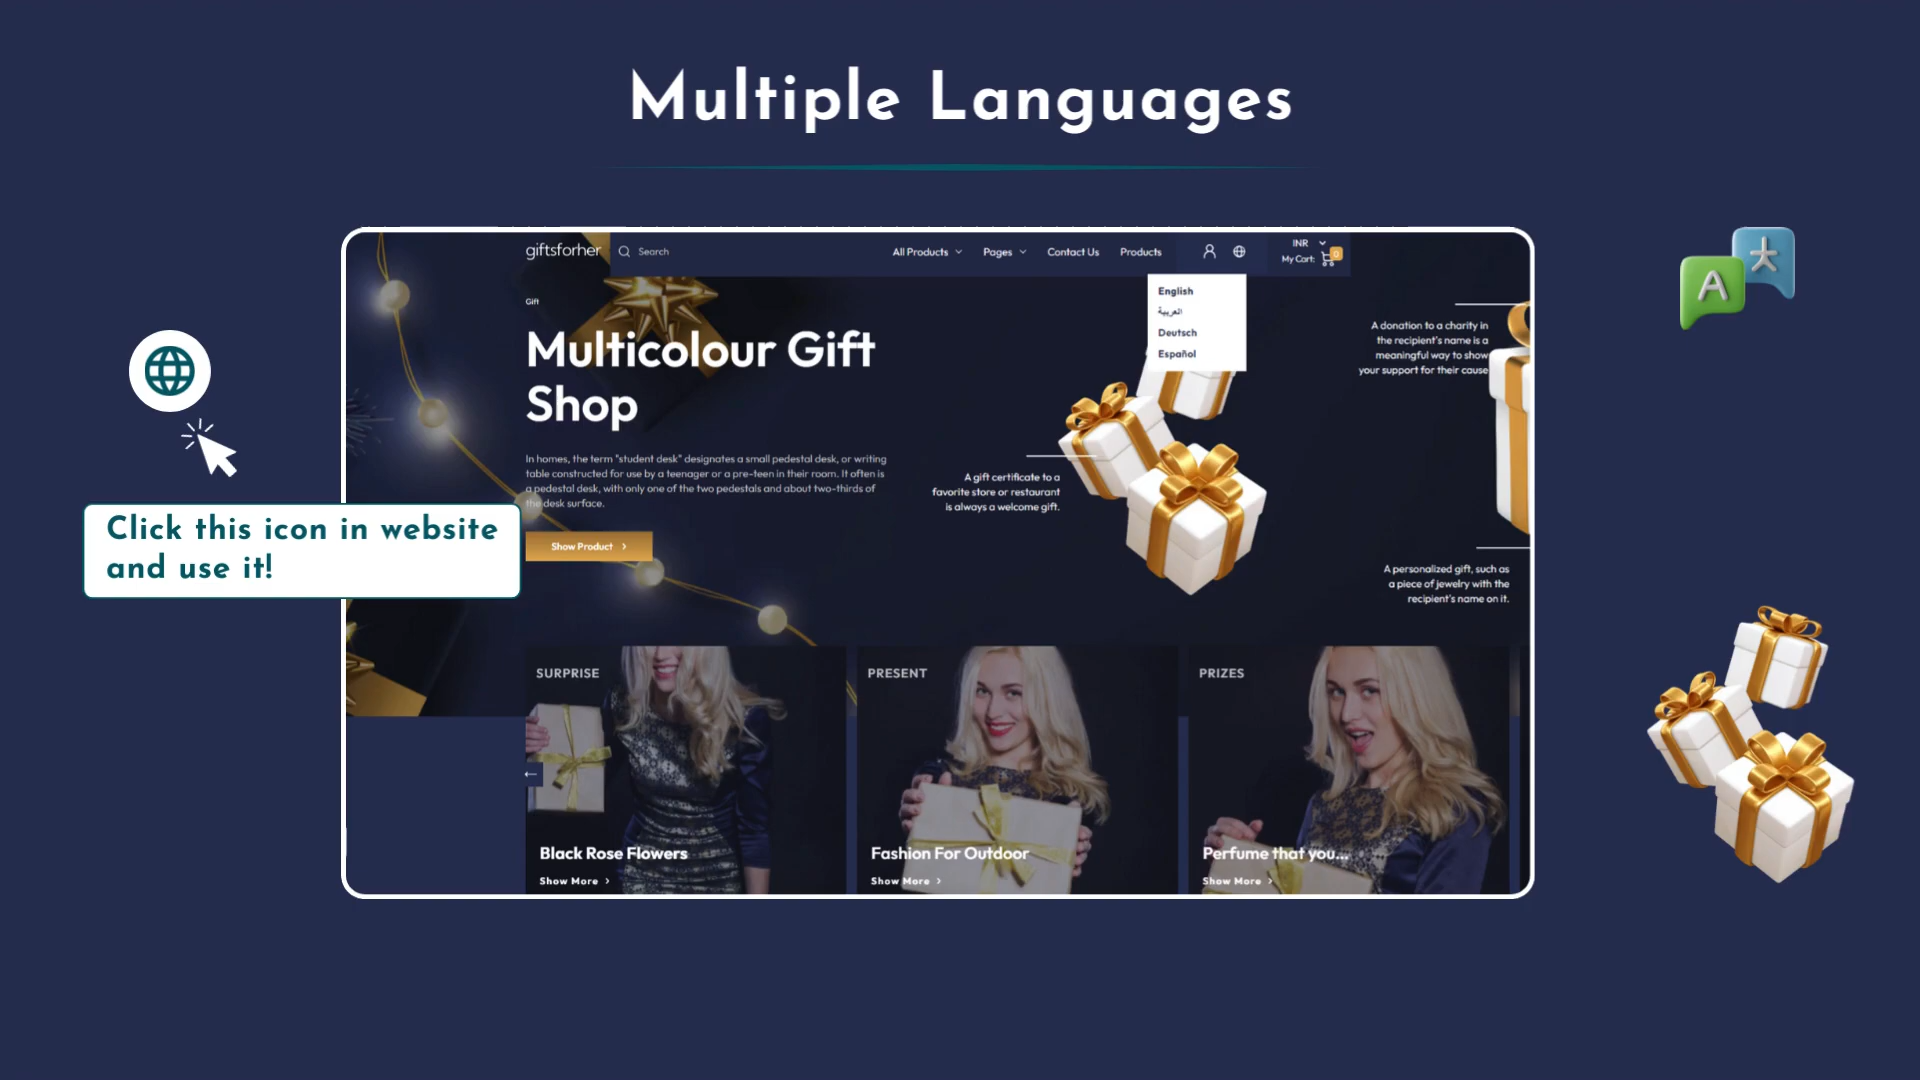 Multiple Languages
giftsforher
Search
All Products
Pages
Contact Us
Products
INR
My Cart:
0
English
العربية
Deutsch
Español
Gift
Multicolour Gift
Shop
In homes, the term "student desk" designates a small pedestal desk, or writing
table constructed for use by a teenager or a pre-teen in their room. It often is
a pedestal desk, with only one of the two pedestals and about two-thirds of
the desk surface.
Show Product
A gift certificate to a
favorite store or restaurant
is always a welcome gift.
A donation to a charity in
the recipient's name is a
meaningful way to show
your support for their cause
A personalized gift, such as
a piece of jewelry with the
recipient's name on it.
Click this icon in website
and use it!
A
SURPRISE
Black Rose Flowers
Show More
PRESENT
Fashion For Outdoor
Show More
PRIZES
Perfume that you...
Show More